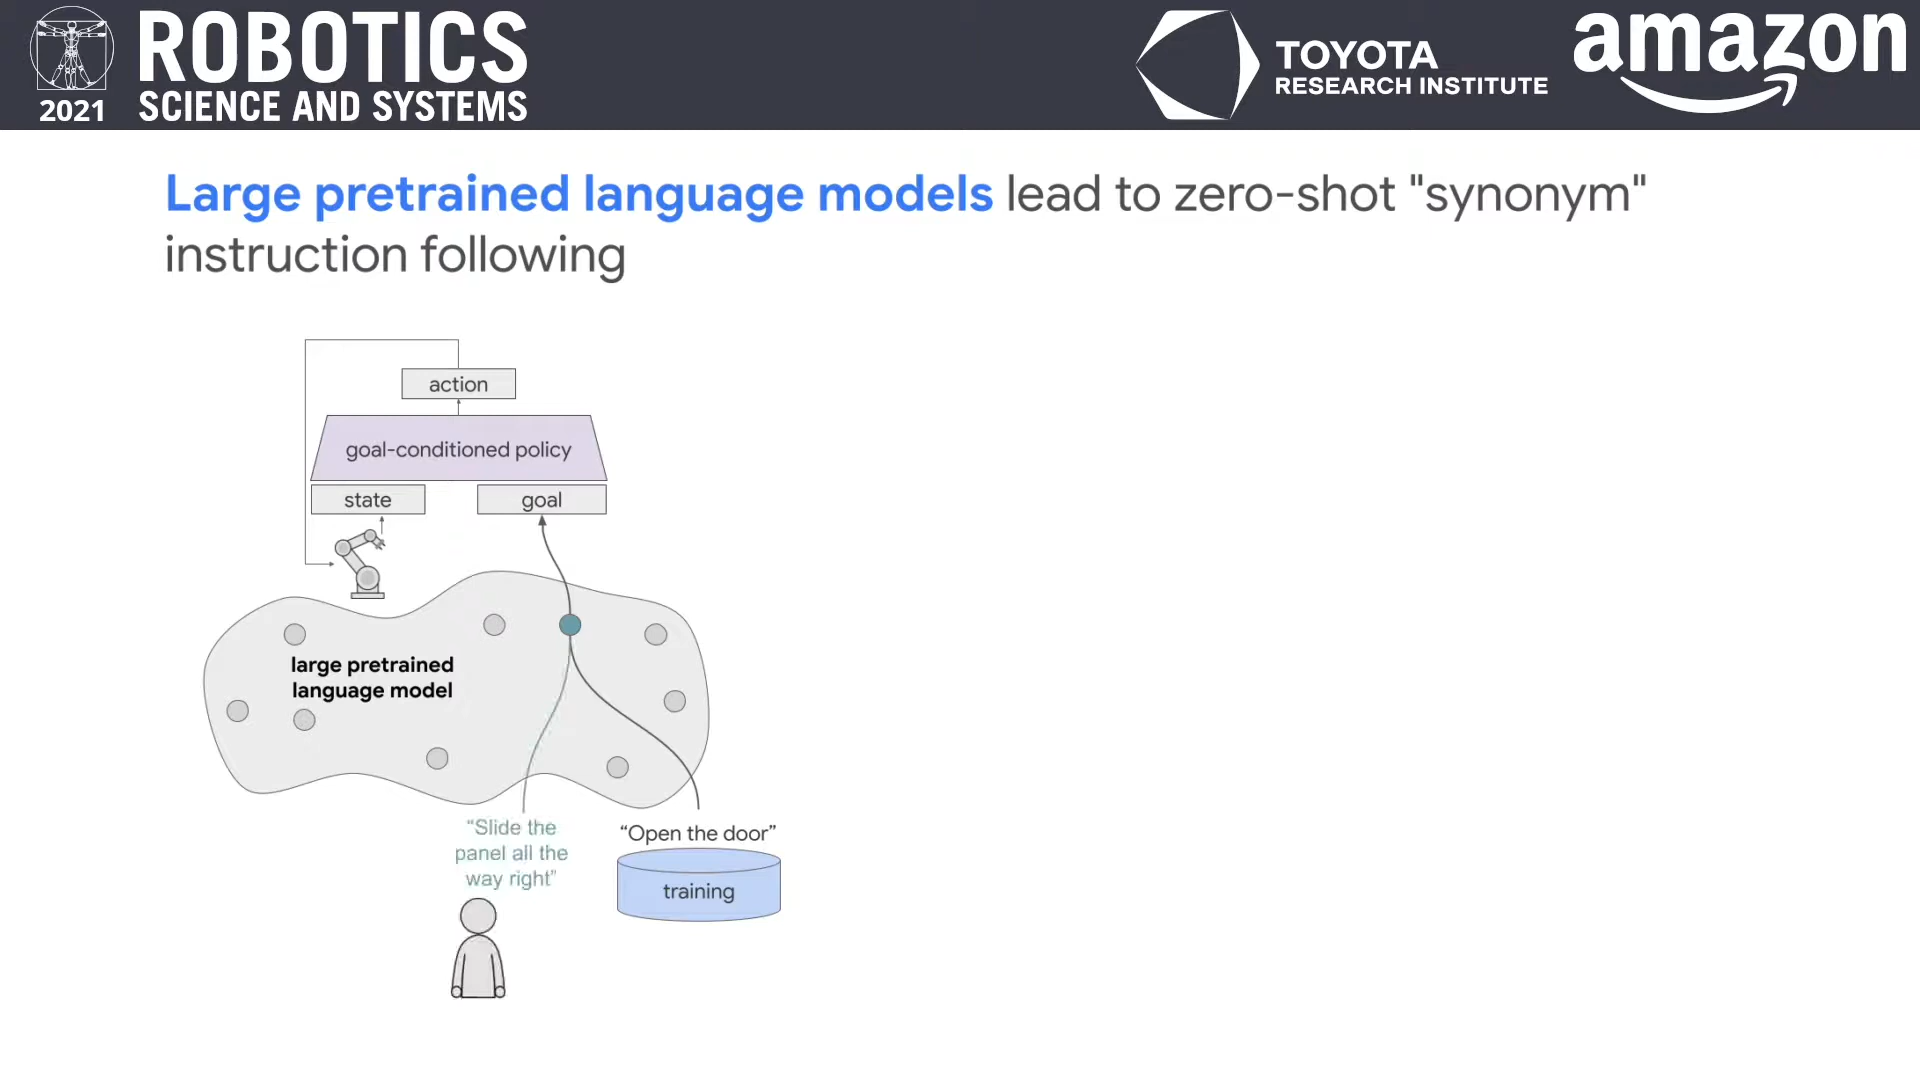 ROBOTICS
SCIENCE AND SYSTEMS
2021
TOYOTA
RESEARCH INSTITUTE
amazon
Large pretrained language models lead to zero-shot "synonym"
instruction following
action
goal-conditioned policy
state
goal
large pretrained
language model
“Slide the
panel all the
way right”
“Open the door”
training